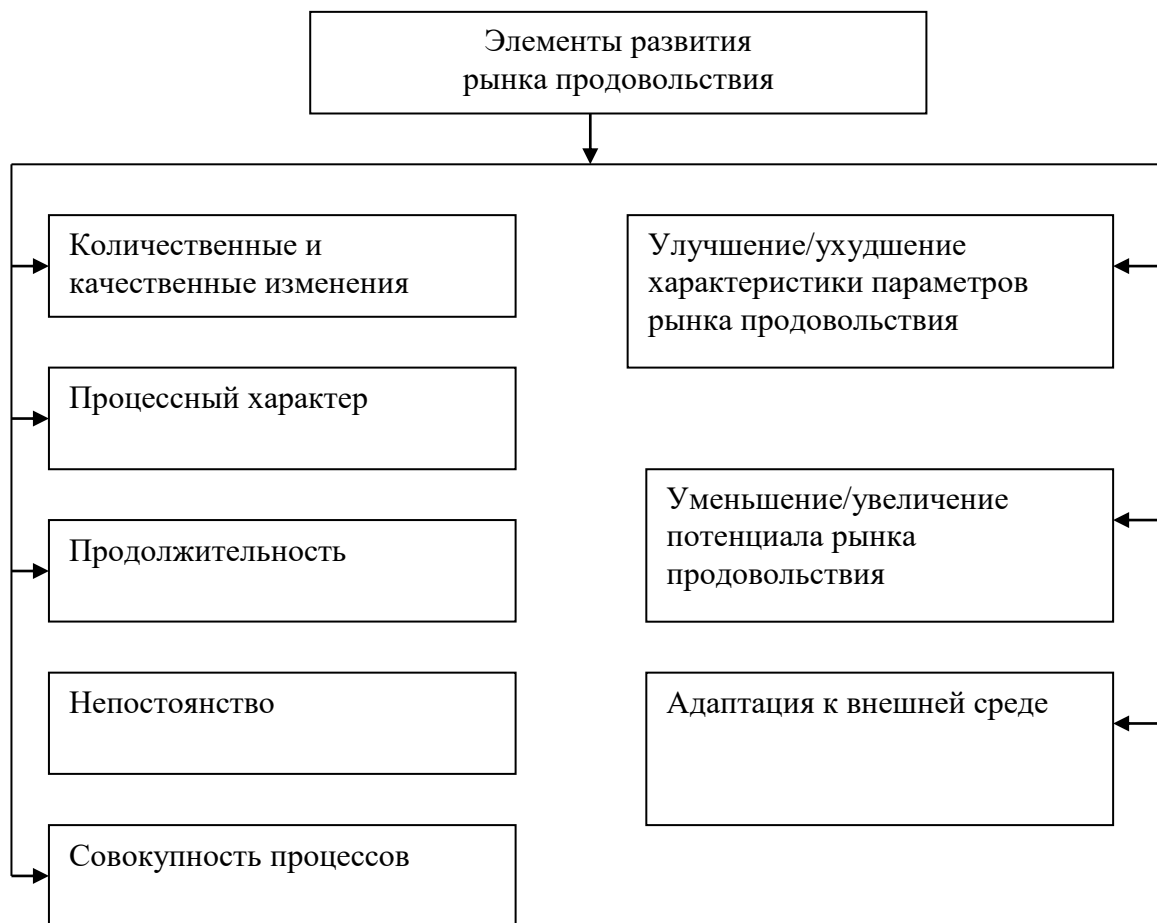 Элементы развития
рынка продовольствия
Количественные и
качественные изменения
Процессный характер
Продолжительность
Непостоянство
Совокупность процессов
Улучшение/ухудшение
характеристики параметров
рынка продовольствия
Уменьшение/увеличение
потенциала рынка
продовольствия
Адаптация к внешней среде